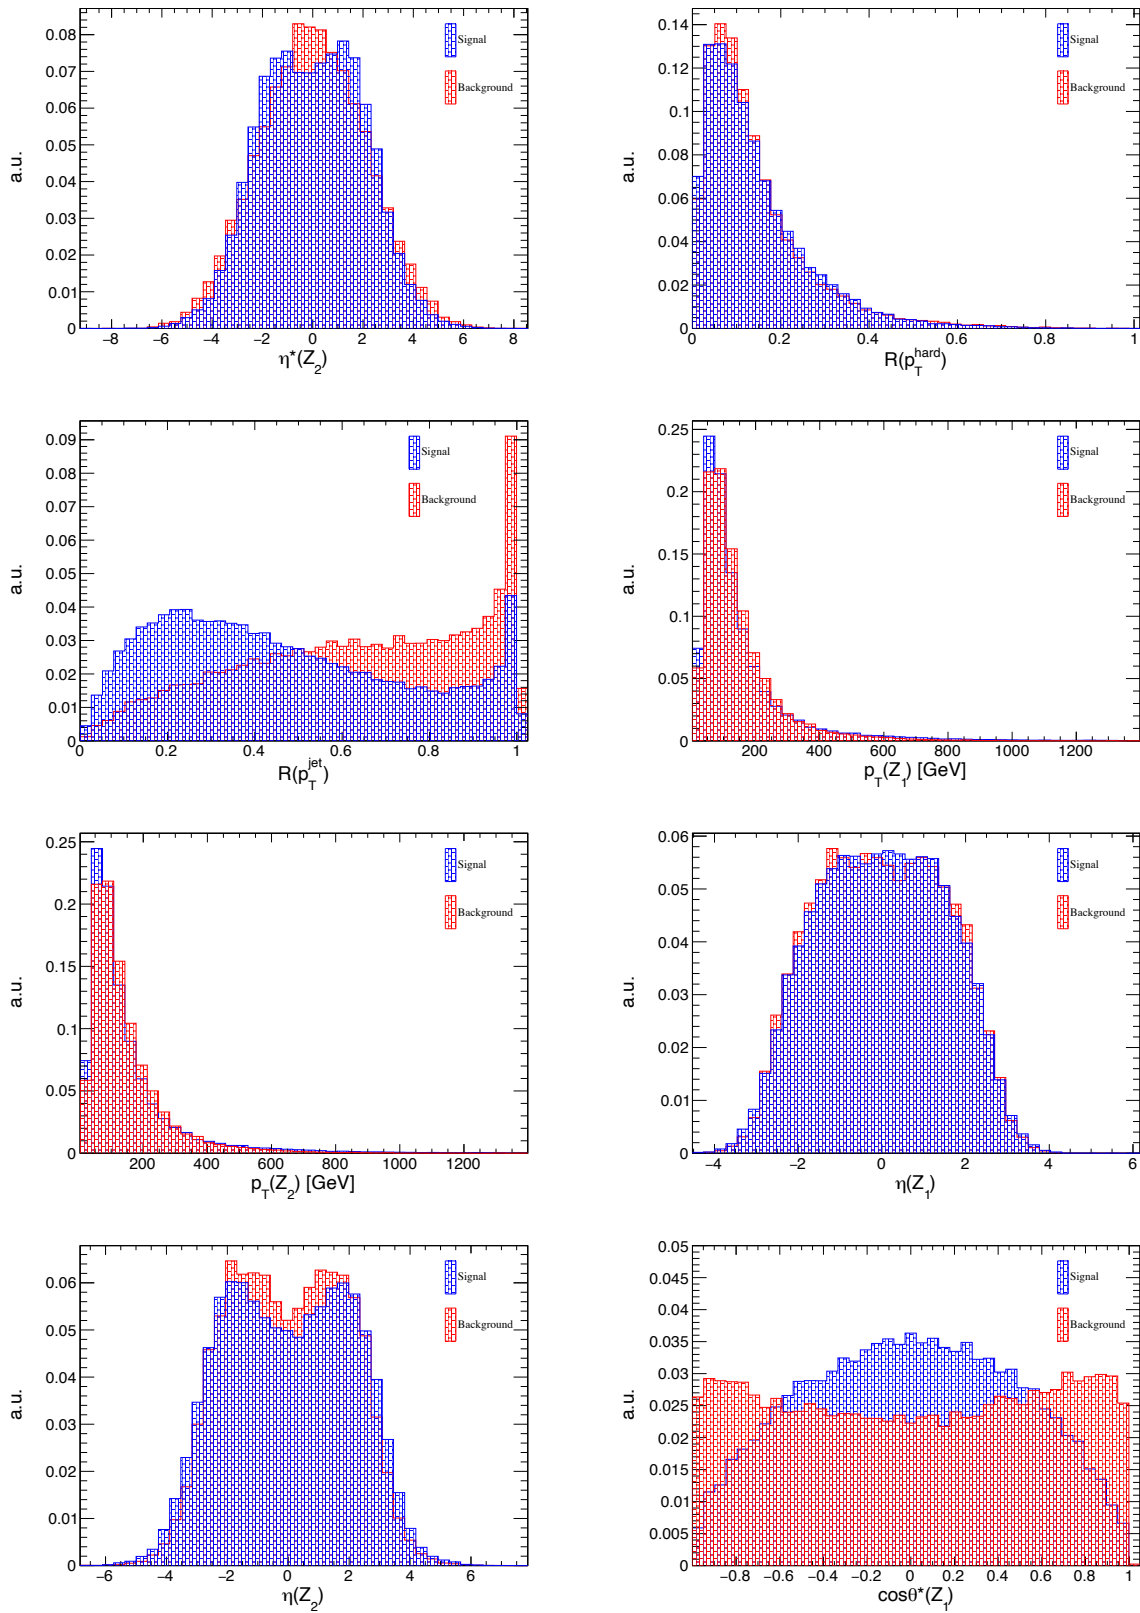 0.08
0.07
0.06
0.05
0.04
0.03
0.02
0.01
0
a.u.
−8 −6 −4 −2 0 2 4 6 8
η*(Z₂)
Signal
Background
0.14
0.12
0.1
0.08
0.06
0.04
0.02
0
a.u.
0 0.2 0.4 0.6 0.8 1
R(p_T^hard)
Signal
Background
0.09
0.08
0.07
0.06
0.05
0.04
0.03
0.02
0.01
0
a.u.
0 0.2 0.4 0.6 0.8 1
R(p_T^jet)
Signal
Background
0.25
0.2
0.15
0.1
0.05
0
a.u.
200 400 600 800 1000 1200
p_T(Z₁) [GeV]
Signal
Background
0.25
0.2
0.15
0.1
0.05
0
a.u.
200 400 600 800 1000 1200
p_T(Z₂) [GeV]
Signal
Background
0.06
0.05
0.04
0.03
0.02
0.01
0
a.u.
−4 −2 0 2 4 6
η(Z₁)
Signal
Background
0.06
0.05
0.04
0.03
0.02
0.01
0
a.u.
−6 −4 −2 0 2 4 6
η(Z₂)
Signal
Background
0.05
0.045
0.04
0.035
0.03
0.025
0.02
0.015
0.01
0.005
0
a.u.
-0.8 -0.6 -0.4 -0.2 0 0.2 0.4 0.6 0.8 1
cosθ*(Z₁)
Signal
Background